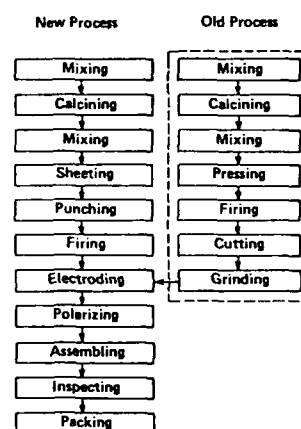 New Process Old Process
Mixing Mixing
Calcining Calcining
Mixing Mixing
Sheeting Pressing
Punching Firing
Firing Cutting
Electroding Grinding
Polarizing
Assembling
Inspecting
Packing